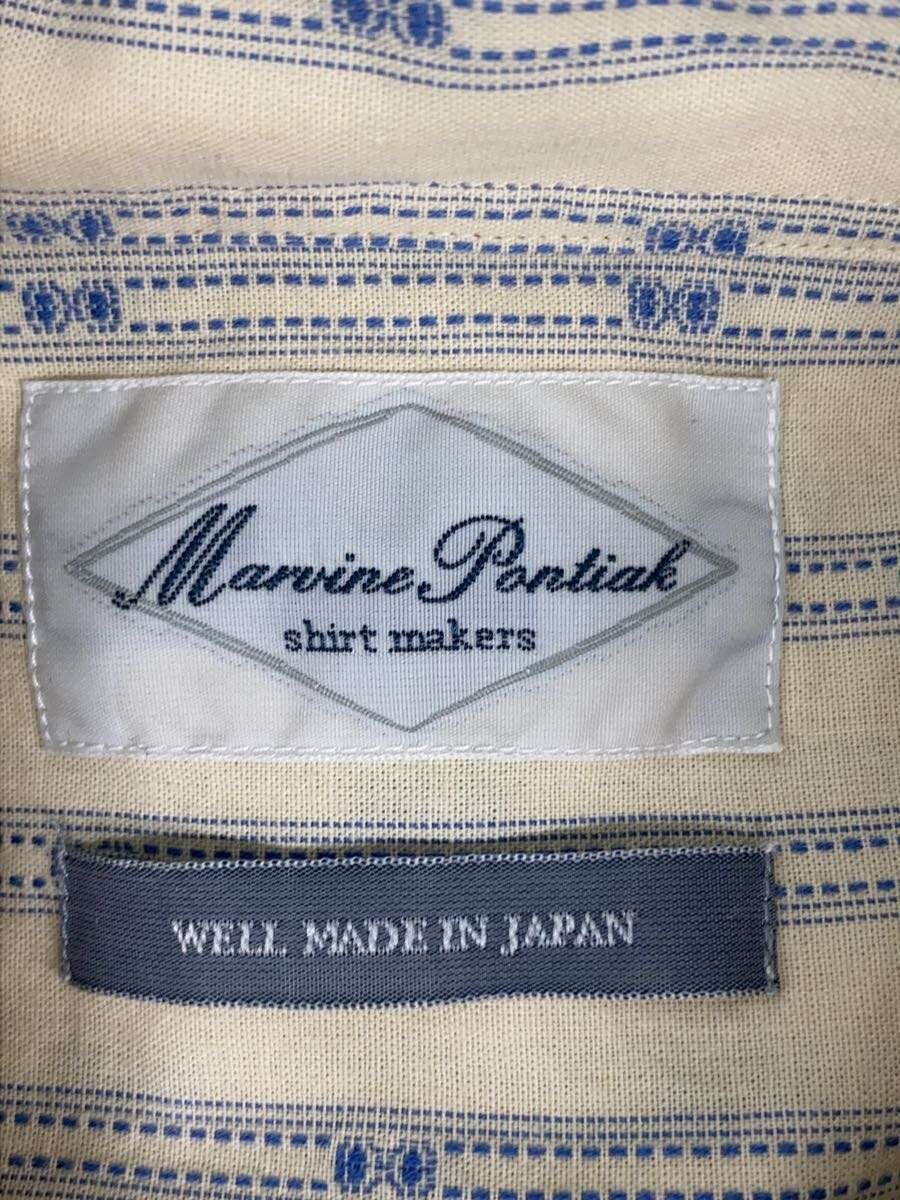 Marvine Pontiak
shirt makers
WELL MADE IN JAPAN